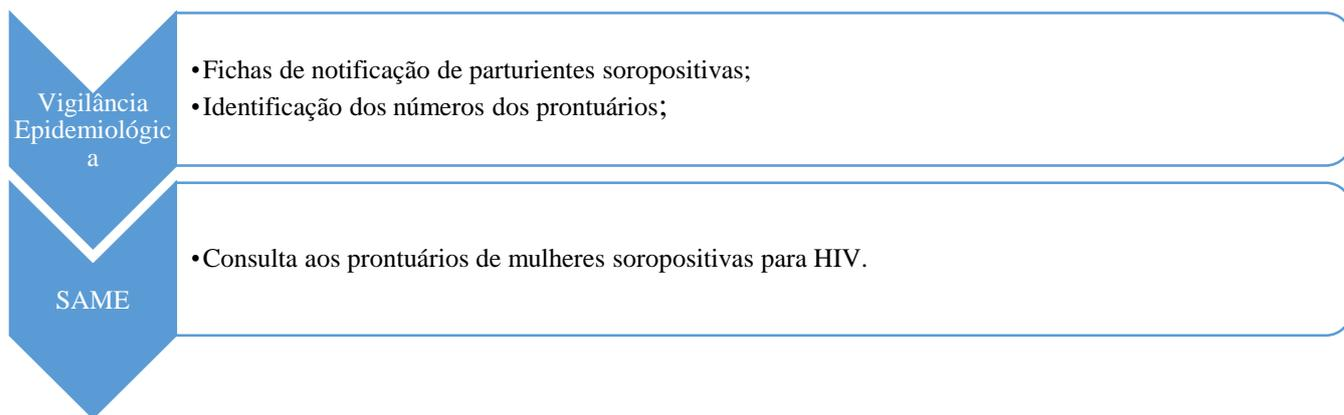 Vigilância
Epidemiológic
a
•Fichas de notificação de parturientes soropositivas;
•Identificação dos números dos prontuários;
SAME
•Consulta aos prontuários de mulheres soropositivas para HIV.